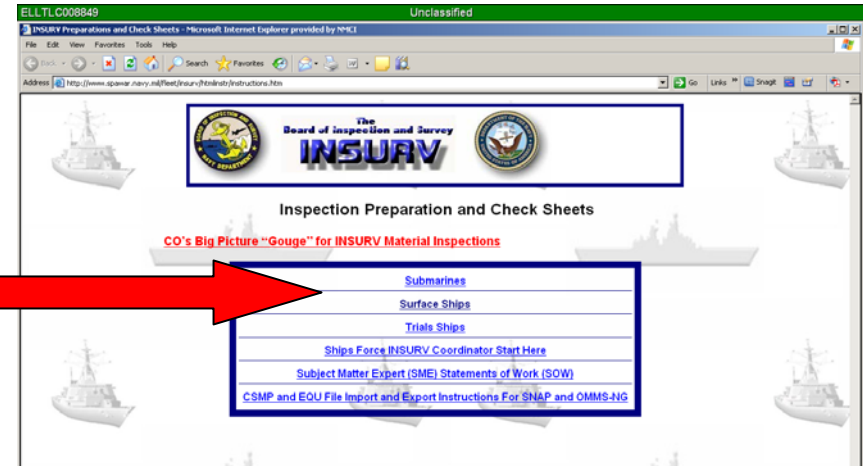 ELLTLC008849 Unclassified
INSURV Preparations and Check Sheets - Microsoft Internet Explorer provided by NMCI
File Edit View Favorites Tools Help
Back Search Favorites
Address http://www.spawar.navy.mil/fleet/insurv/htmlinstr/instructions.htm Go Links » SnagIt
The
Board of Inspection and Survey
INSURV
Inspection Preparation and Check Sheets
CO's Big Picture "Gouge" for INSURV Material Inspections
Submarines
Surface Ships
Trials Ships
Ships Force INSURV Coordinator Start Here
Subject Matter Expert (SME) Statements of Work (SOW)
CSMP and EQU File Import and Export Instructions For SNAP and OMMS-NG